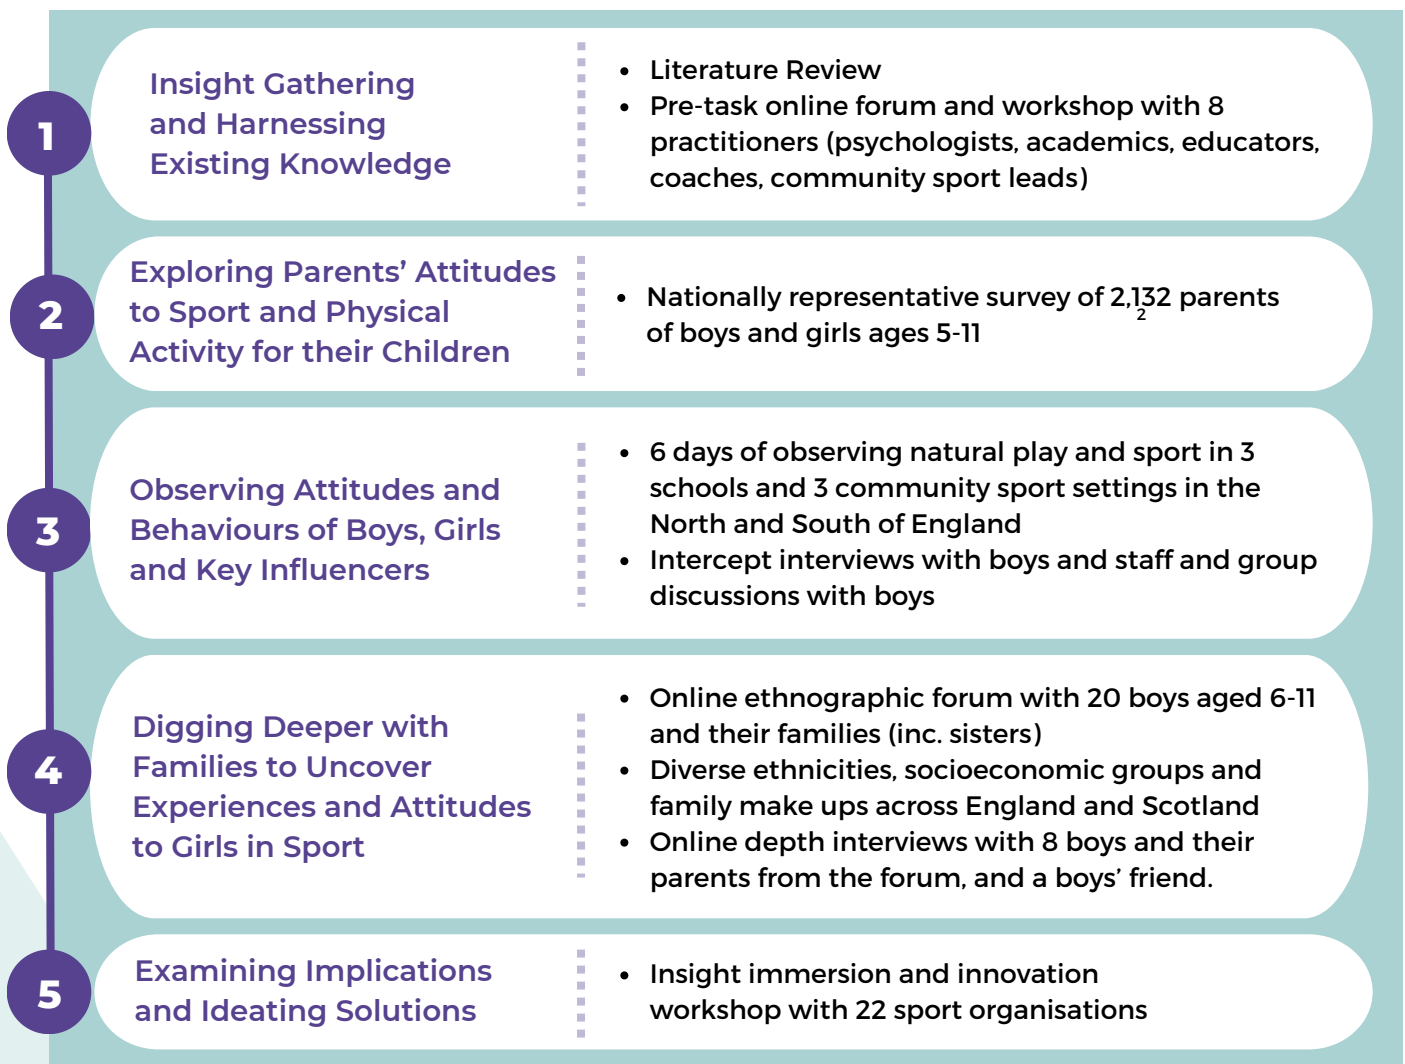 1
Insight Gathering
and Harnessing
Existing Knowledge
• Literature Review
• Pre-task online forum and workshop with 8
practitioners (psychologists, academics, educators,
coaches, community sport leads)
2
Exploring Parents’ Attitudes
to Sport and Physical
Activity for their Children
• Nationally representative survey of 2,132 parents
2
of boys and girls ages 5-11
3
Observing Attitudes and
Behaviours of Boys, Girls
and Key Influencers
• 6 days of observing natural play and sport in 3
schools and 3 community sport settings in the
North and South of England
• Intercept interviews with boys and staff and group
discussions with boys
4
Digging Deeper with
Families to Uncover
Experiences and Attitudes
to Girls in Sport
• Online ethnographic forum with 20 boys aged 6-11
and their families (inc. sisters)
• Diverse ethnicities, socioeconomic groups and
family make ups across England and Scotland
• Online depth interviews with 8 boys and their
parents from the forum, and a boys’ friend.
5
Examining Implications
and Ideating Solutions
• Insight immersion and innovation
workshop with 22 sport organisations